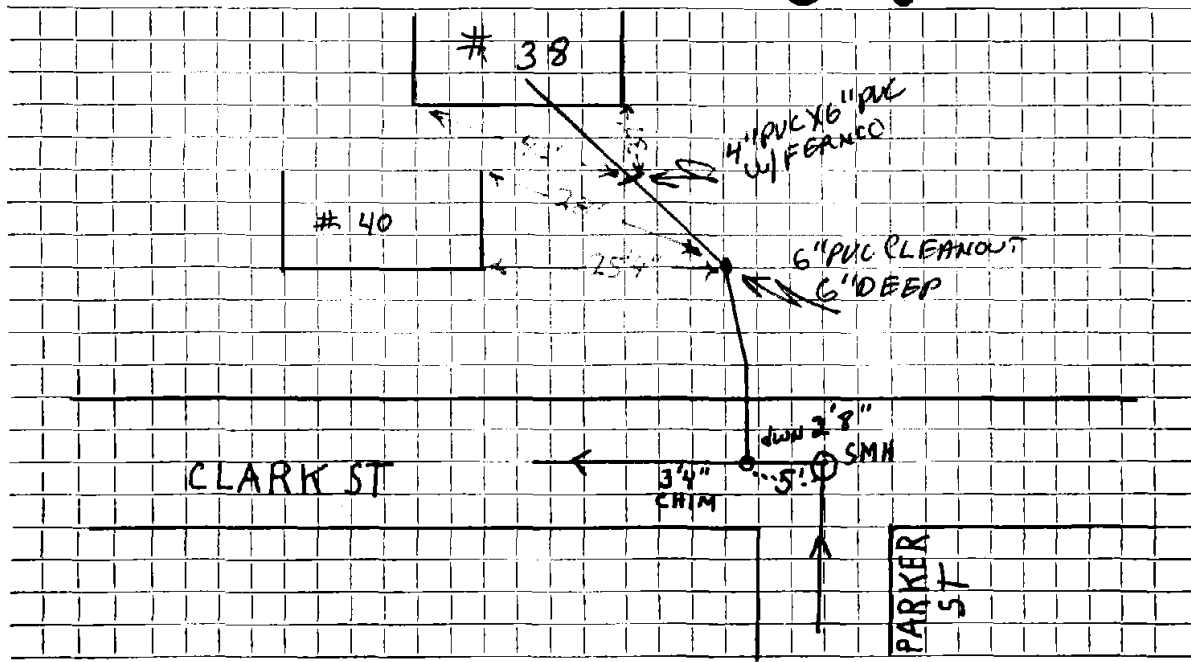 # 38
4"PVC X 6"PVC
W/ FERNCO
# 40
25'4"
6"PVC CLEANOUT
6"DEEP
dwn 2'8"
SMH
CLARK ST
3'4"
CHIM
5'
PARKER
ST